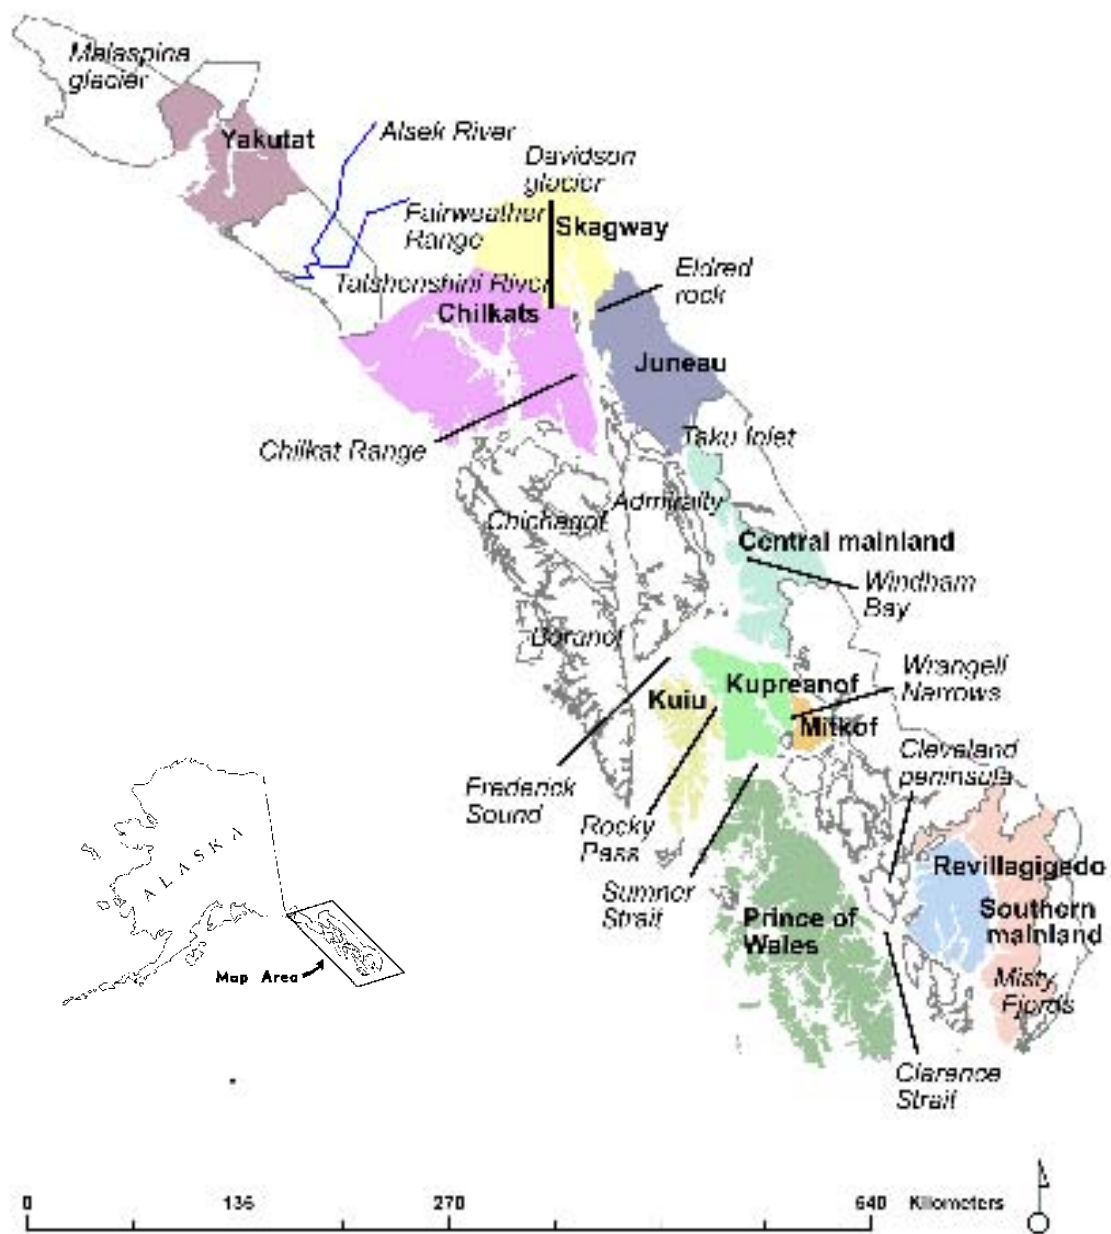 Malaspina
glacier
Yakutat
Alsek River
Davidson
glacier
Fairweather
Range
Skagway
Eldred
rock
Tatshenshini River
Chilkats
Juneau
Chilkat Range
Taku Inlet
Admiralty
Chichagof
Central mainland
Windham
Bay
Baranof
Wrangell
Narrows
Kupreanof
Kuiu
Mitkof
Cleveland
peninsula
Frederick
Sound
Rocky
Pass
Sumner
Strait
Revillagigedo
Prince of
Wales
Southern
mainland
Misty
Fjords
Clarence
Strait
ALASKA
Map Area
0 135 270 640 Kilometers